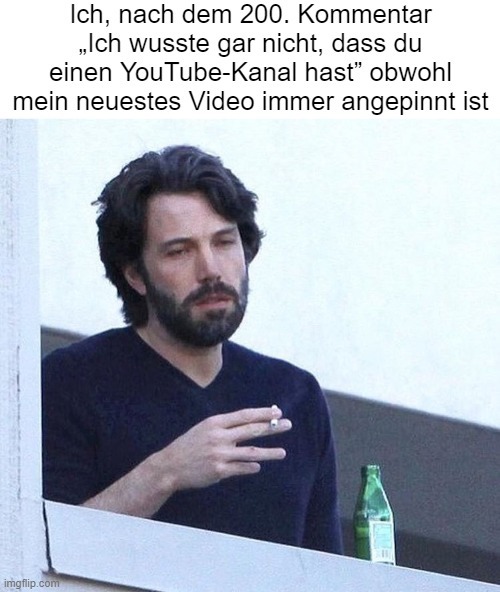 Ich, nach dem 200. Kommentar
„Ich wusste gar nicht, dass du
einen YouTube-Kanal hast” obwohl
mein neuestes Video immer angepinnt ist
imgflip.com